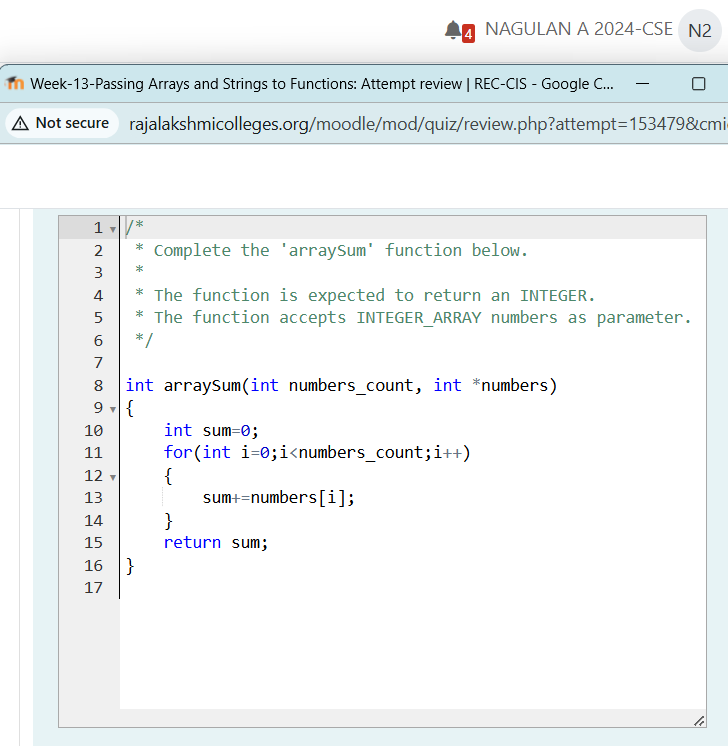 4 NAGULAN A 2024-CSE N2
Week-13-Passing Arrays and Strings to Functions: Attempt review | REC-CIS - Google C...
Not secure rajalakshmicolleges.org/moodle/mod/quiz/review.php?attempt=153479&cmi
1 /*
2  * Complete the 'arraySum' function below.
3  *
4  * The function is expected to return an INTEGER.
5  * The function accepts INTEGER_ARRAY numbers as parameter.
6  */
7
8 int arraySum(int numbers_count, int *numbers)
9 {
10     int sum=0;
11     for(int i=0;i<numbers_count;i++)
12     {
13         sum+=numbers[i];
14     }
15     return sum;
16 }
17